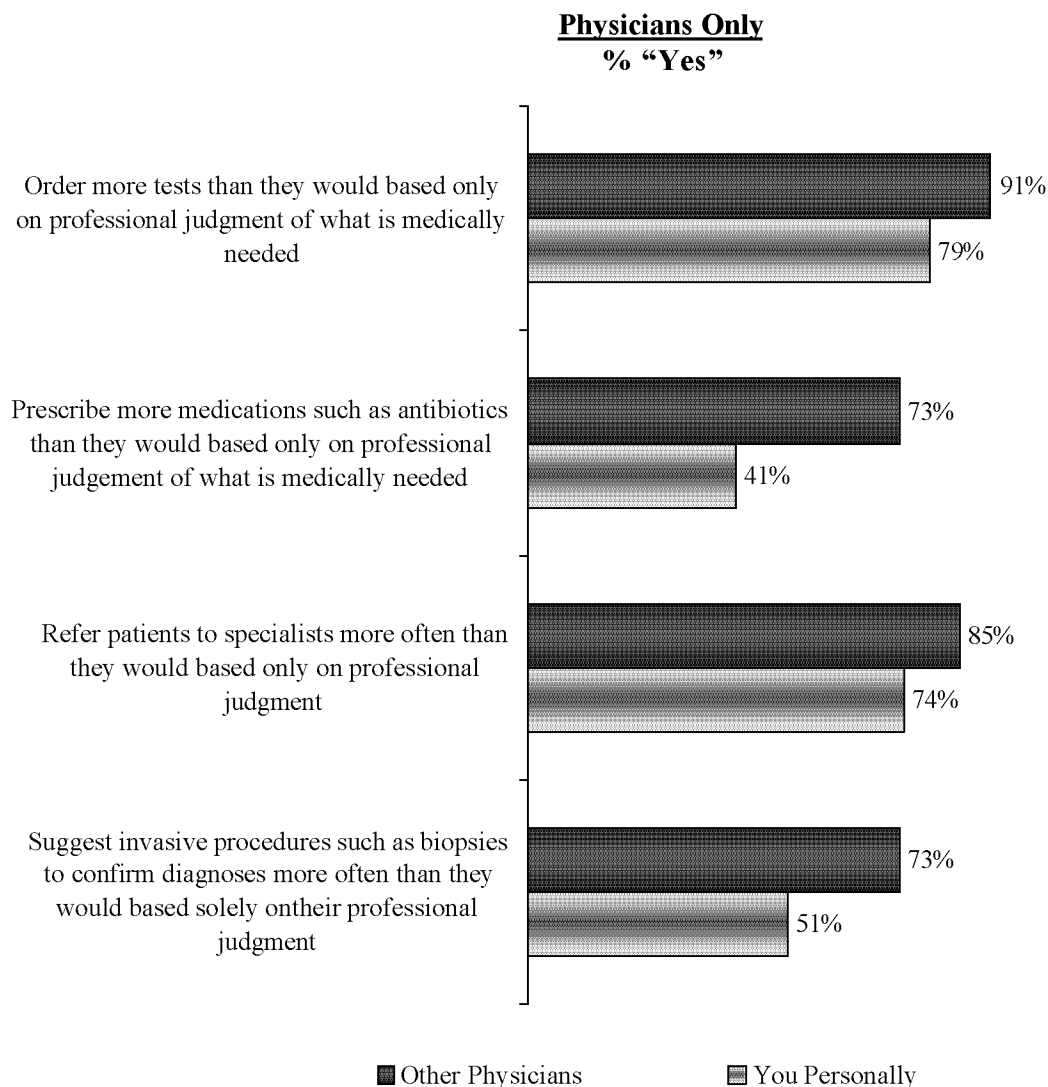 Physicians Only
% “Yes”
Order more tests than they would based only
on professional judgment of what is medically
needed
91%
79%
Prescribe more medications such as antibiotics
than they would based only on professional
judgement of what is medically needed
73%
41%
Refer patients to specialists more often than
they would based only on professional
judgment
85%
74%
Suggest invasive procedures such as biopsies
to confirm diagnoses more often than they
would based solely ontheir professional
judgment
73%
51%
Other Physicians
You Personally